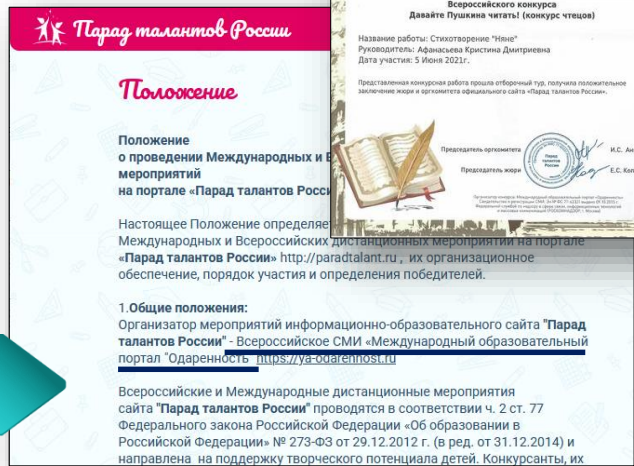 Парад талантов России
Всероссийского конкурса
Давайте Пушкина читать! (конкурс чтецов)
Название работы: Стихотворение "Няне"
Руководитель: Афанасьева Кристина Дмитриевна
Дата участия: 5 Июня 2021г.
Представленная конкурсная работа прошла отборочный тур, получила положительное
заключение жюри и оргкомитета официального сайта «Парад талантов России».
Председатель оргкомитета
И.С.
Председатель жюри
Е.С.
Парад
талантов
России
Положение
Положение
о проведении Международных и
мероприятий
на портале «Парад талантов
Настоящее Положение
Международных и Всероссийских дистанционных мероприятий на портале
«Парад талантов России» http://paradtalant.ru , их организационное
обеспечение, порядок участия и определения победителей.
1.Общие положения:
Организатор мероприятий информационно-образовательного сайта "Парад
талантов России" - Всероссийское СМИ «Международный образовательный
портал "Одаренность" https://ya-odarennost.ru
Всероссийские и Международные дистанционные мероприятия
сайта "Парад талантов России" проводятся в соответствии ч. 2 ст. 77
Федерального закона Российской Федерации «Об образовании в
Российской Федерации» № 273-ФЗ от 29.12.2012 г. (в ред. от 31.12.2014) и
направлена на поддержку творческого потенциала детей. Конкурсанты, их